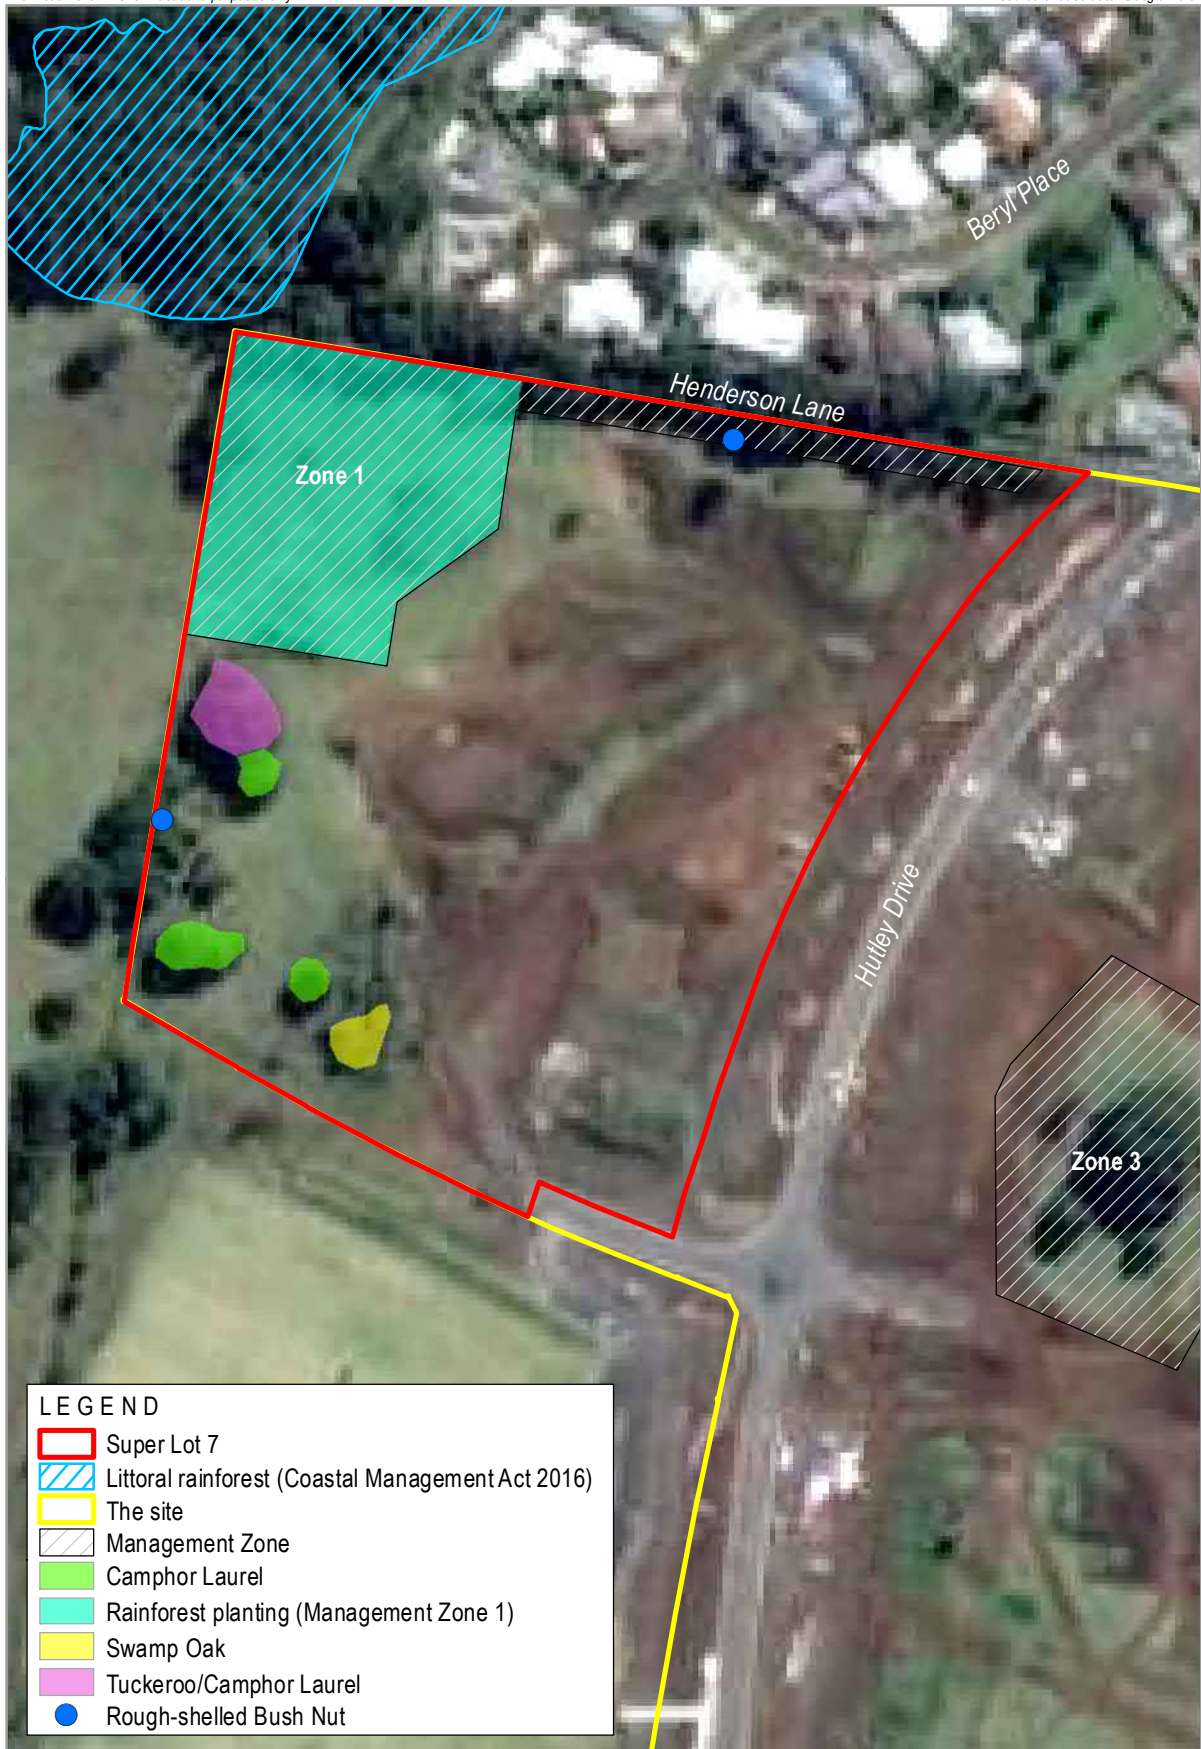 Beryl Place
Henderson Lane
Zone 1
Hutley Drive
Zone 3
LEGEND
Super Lot 7
Littoral rainforest (Coastal Management Act 2016)
The site
Management Zone
Camphor Laurel
Rainforest planting (Management Zone 1)
Swamp Oak
Tuckeroo/Camphor Laurel
Rough-shelled Bush Nut